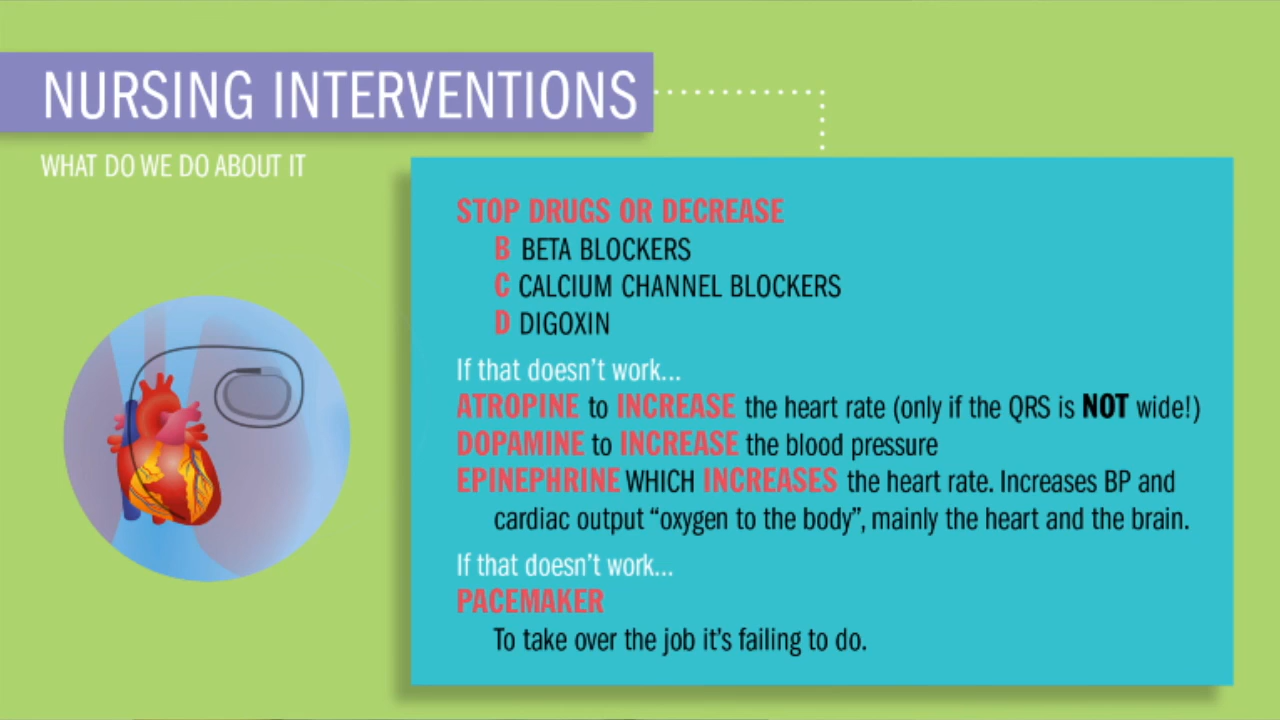 NURSING INTERVENTIONS
WHAT DO WE DO ABOUT IT
STOP DRUGS OR DECREASE
B BETA BLOCKERS
C CALCIUM CHANNEL BLOCKERS
D DIGOXIN
If that doesn't work...
ATROPINE to INCREASE the heart rate (only if the QRS is NOT wide!)
DOPAMINE to INCREASE the blood pressure
EPINEPHRINE WHICH INCREASES the heart rate. Increases BP and
cardiac output “oxygen to the body”, mainly the heart and the brain.
If that doesn't work...
PACEMAKER
To take over the job it's failing to do.